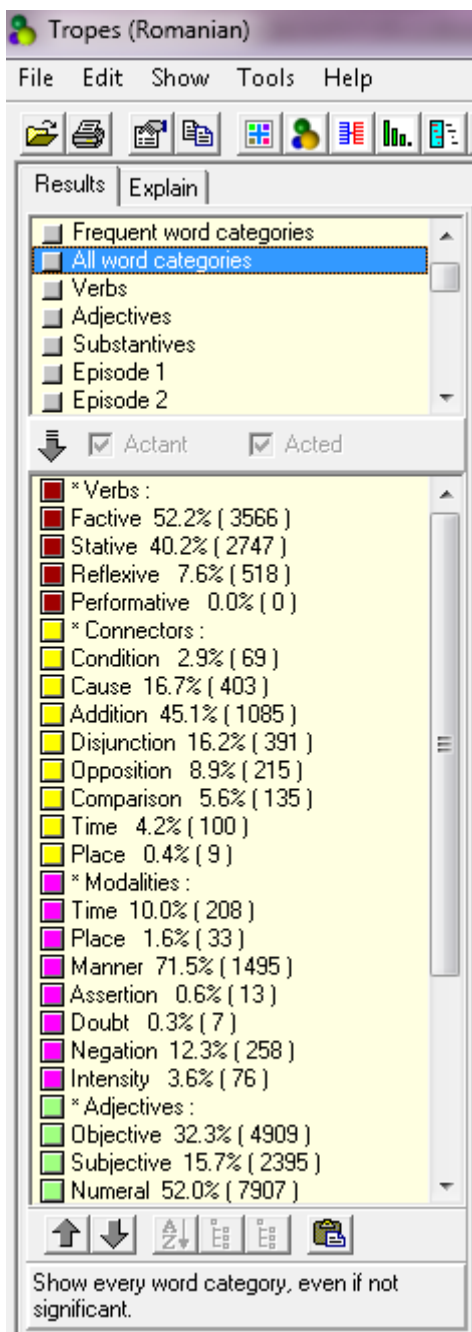 Tropes (Romanian)
File Edit Show Tools Help
Results Explain
Frequent word categories
All word categories
Verbs
Adjectives
Substantives
Episode 1
Episode 2
Actant Acted
* Verbs :
Factive 52.2% ( 3566 )
Stative 40.2% ( 2747 )
Reflexive 7.6% ( 518 )
Performative 0.0% ( 0 )
* Connectors :
Condition 2.9% ( 69 )
Cause 16.7% ( 403 )
Addition 45.1% ( 1085 )
Disjunction 16.2% ( 391 )
Opposition 8.9% ( 215 )
Comparison 5.6% ( 135 )
Time 4.2% ( 100 )
Place 0.4% ( 9 )
* Modalities :
Time 10.0% ( 208 )
Place 1.6% ( 33 )
Manner 71.5% ( 1495 )
Assertion 0.6% ( 13 )
Doubt 0.3% ( 7 )
Negation 12.3% ( 258 )
Intensity 3.6% ( 76 )
* Adjectives :
Objective 32.3% ( 4909 )
Subjective 15.7% ( 2395 )
Numeral 52.0% ( 7907 )
Show every word category, even if not
significant.